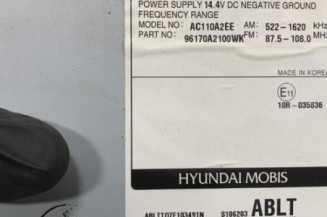 POWER SUPPLY 14.4V DC NEGATIVE GROUND
FREQUENCY RANGE
MODEL NO: AC110A2EE AM: 522-1620 kHz
PART NO: 96170A2100WK FM: 87.5-108.0 MHz
MADE IN KOREA
E11
10R-035836
HYUNDAI MOBIS
S106203 ABLT